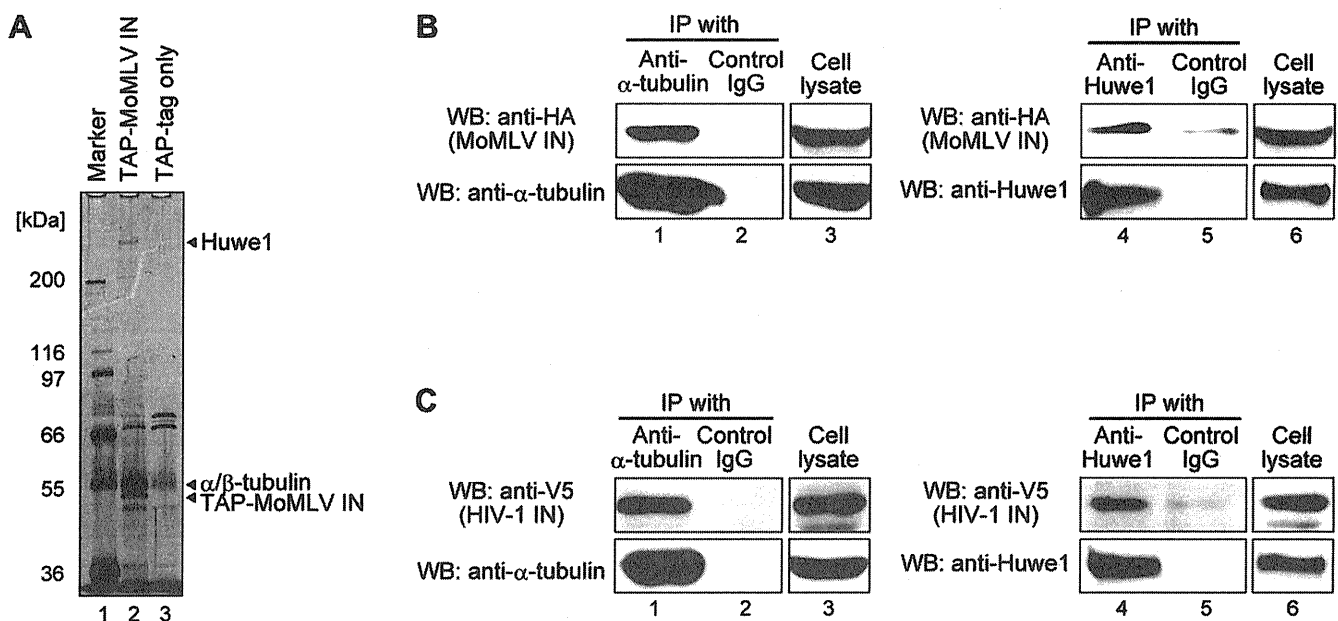 A
Marker
TAP-MoMLV IN
TAP-tag only
[kDa]
200
116
97
66
55
36
Huwe1
α/β-tubulin
TAP-MoMLV IN
1 2 3
B
IP with
Anti-
α-tubulin
Control
IgG
Cell
lysate
WB: anti-HA
(MoMLV IN)
WB: anti-α-tubulin
1 2 3
IP with
Anti-
Huwe1
Control
IgG
Cell
lysate
WB: anti-HA
(MoMLV IN)
WB: anti-Huwe1
4 5 6
C
IP with
Anti-
α-tubulin
Control
IgG
Cell
lysate
WB: anti-V5
(HIV-1 IN)
WB: anti-α-tubulin
1 2 3
IP with
Anti-
Huwe1
Control
IgG
Cell
lysate
WB: anti-V5
(HIV-1 IN)
WB: anti-Huwe1
4 5 6